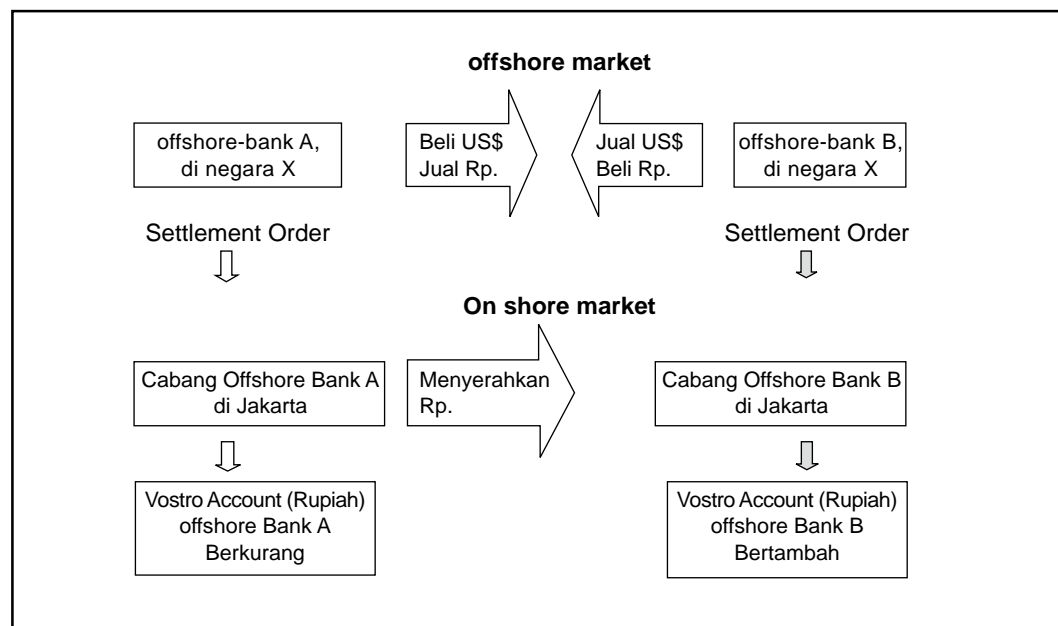 offshore market
offshore-bank A,
di negara X
Beli US$
Jual Rp.
Jual US$
Beli Rp.
offshore-bank B,
di negara X
Settlement Order
Settlement Order
On shore market
Cabang Offshore Bank A
di Jakarta
Menyerahkan
Rp.
Cabang Offshore Bank B
di Jakarta
Vostro Account (Rupiah)
offshore Bank A
Berkurang
Vostro Account (Rupiah)
offshore Bank B
Bertambah